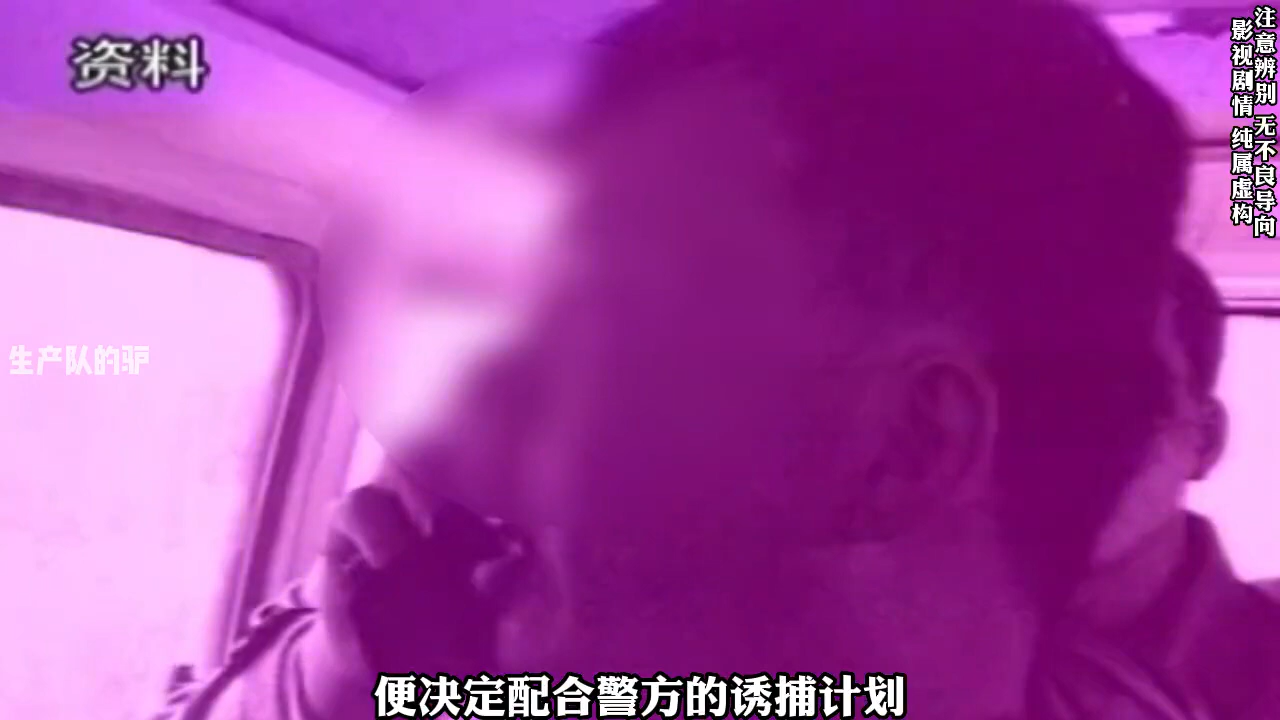 资料
注意辨别 无不良导向
影视剧情 纯属虚构
生产队的驴
便决定配合警方的诱捕计划